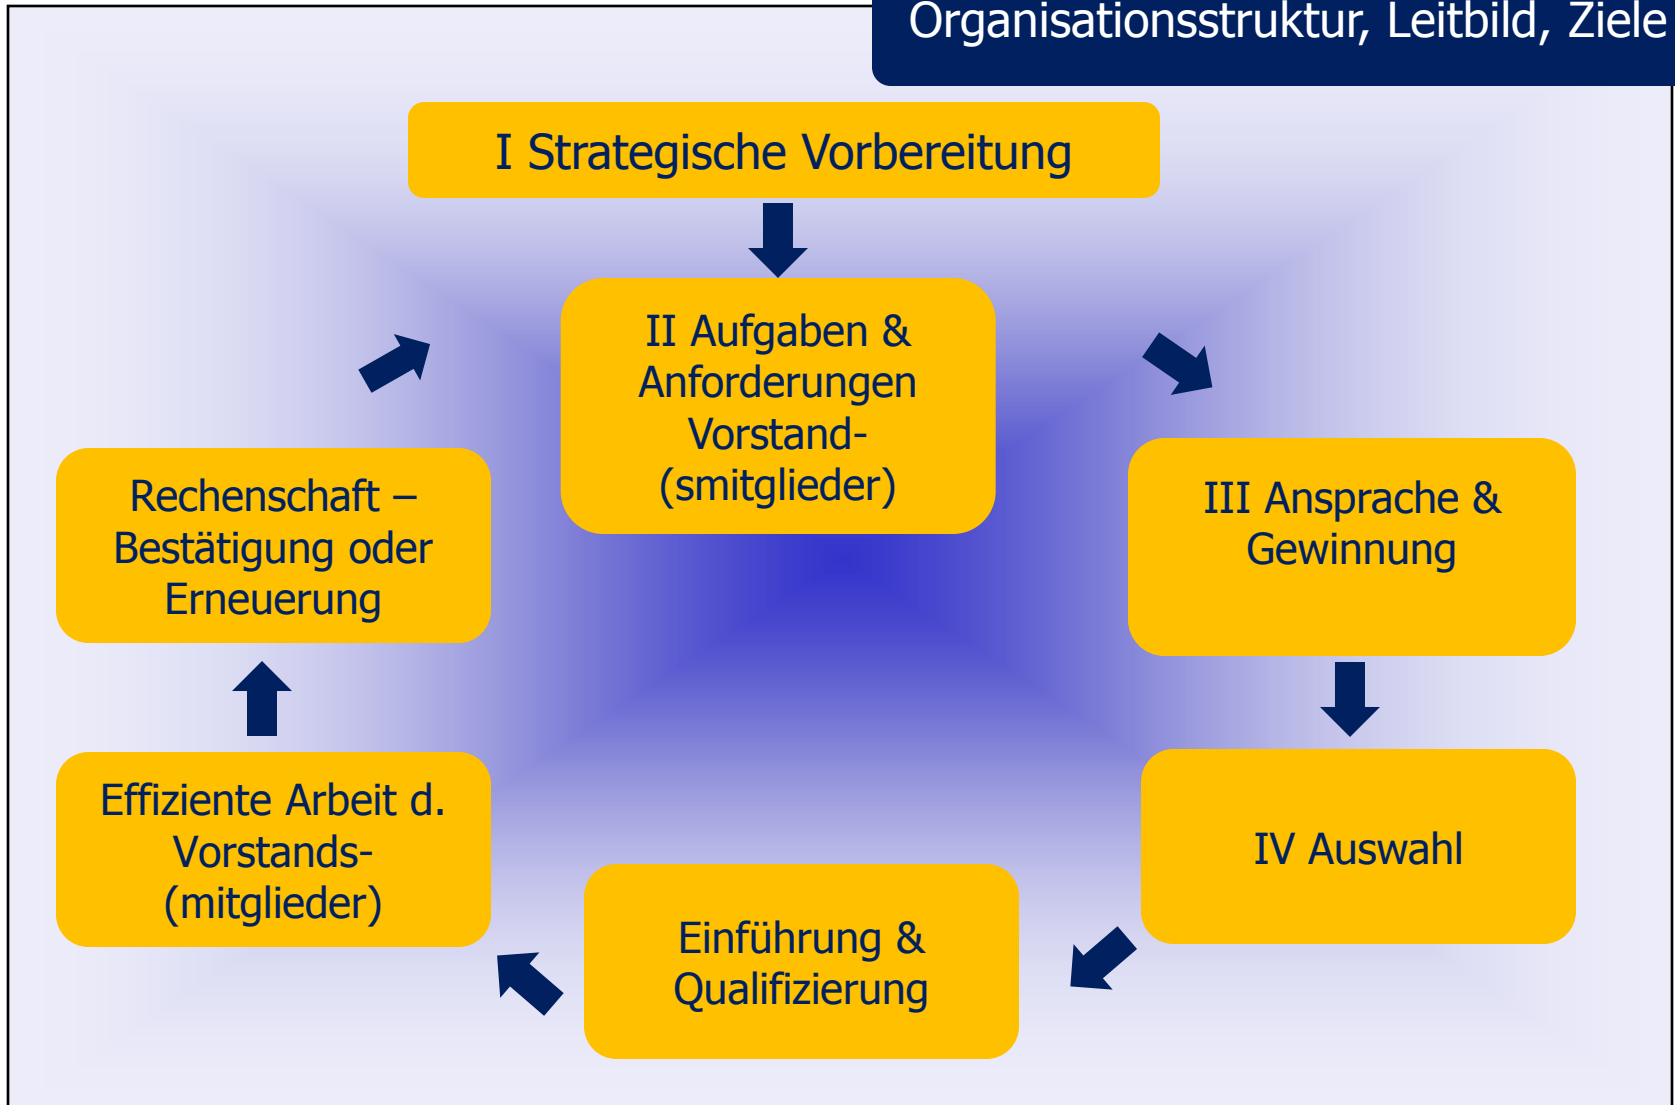 Organisationsstruktur, Leitbild, Ziele
I Strategische Vorbereitung
II Aufgaben &
Anforderungen
Vorstand-
(smitglieder)
III Ansprache &
Gewinnung
IV Auswahl
Einführung &
Qualifizierung
Effiziente Arbeit d.
Vorstands-
(mitglieder)
Rechenschaft –
Bestätigung oder
Erneuerung